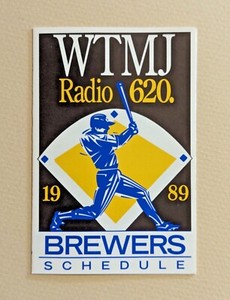 WTMJ
Radio 620.
19 89
BREWERS
SCHEDULE